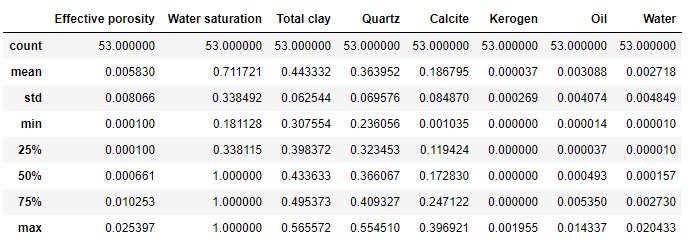 Effective porosity Water saturation Total clay Quartz Calcite Kerogen Oil Water
count 53.000000 53.000000 53.000000 53.000000 53.000000 53.000000 53.000000 53.000000
mean 0.005830 0.711721 0.443332 0.363952 0.186795 0.000037 0.003088 0.002718
std 0.008066 0.338492 0.062544 0.069576 0.084870 0.000269 0.004074 0.004849
min 0.000100 0.181128 0.307554 0.236056 0.001035 0.000000 0.000014 0.000010
25% 0.000100 0.338115 0.398372 0.323453 0.119424 0.000000 0.000037 0.000010
50% 0.000661 1.000000 0.433633 0.366067 0.172830 0.000000 0.000493 0.000157
75% 0.010253 1.000000 0.495373 0.409327 0.247122 0.000000 0.005350 0.002730
max 0.025397 1.000000 0.565572 0.554510 0.396921 0.001955 0.014337 0.020433